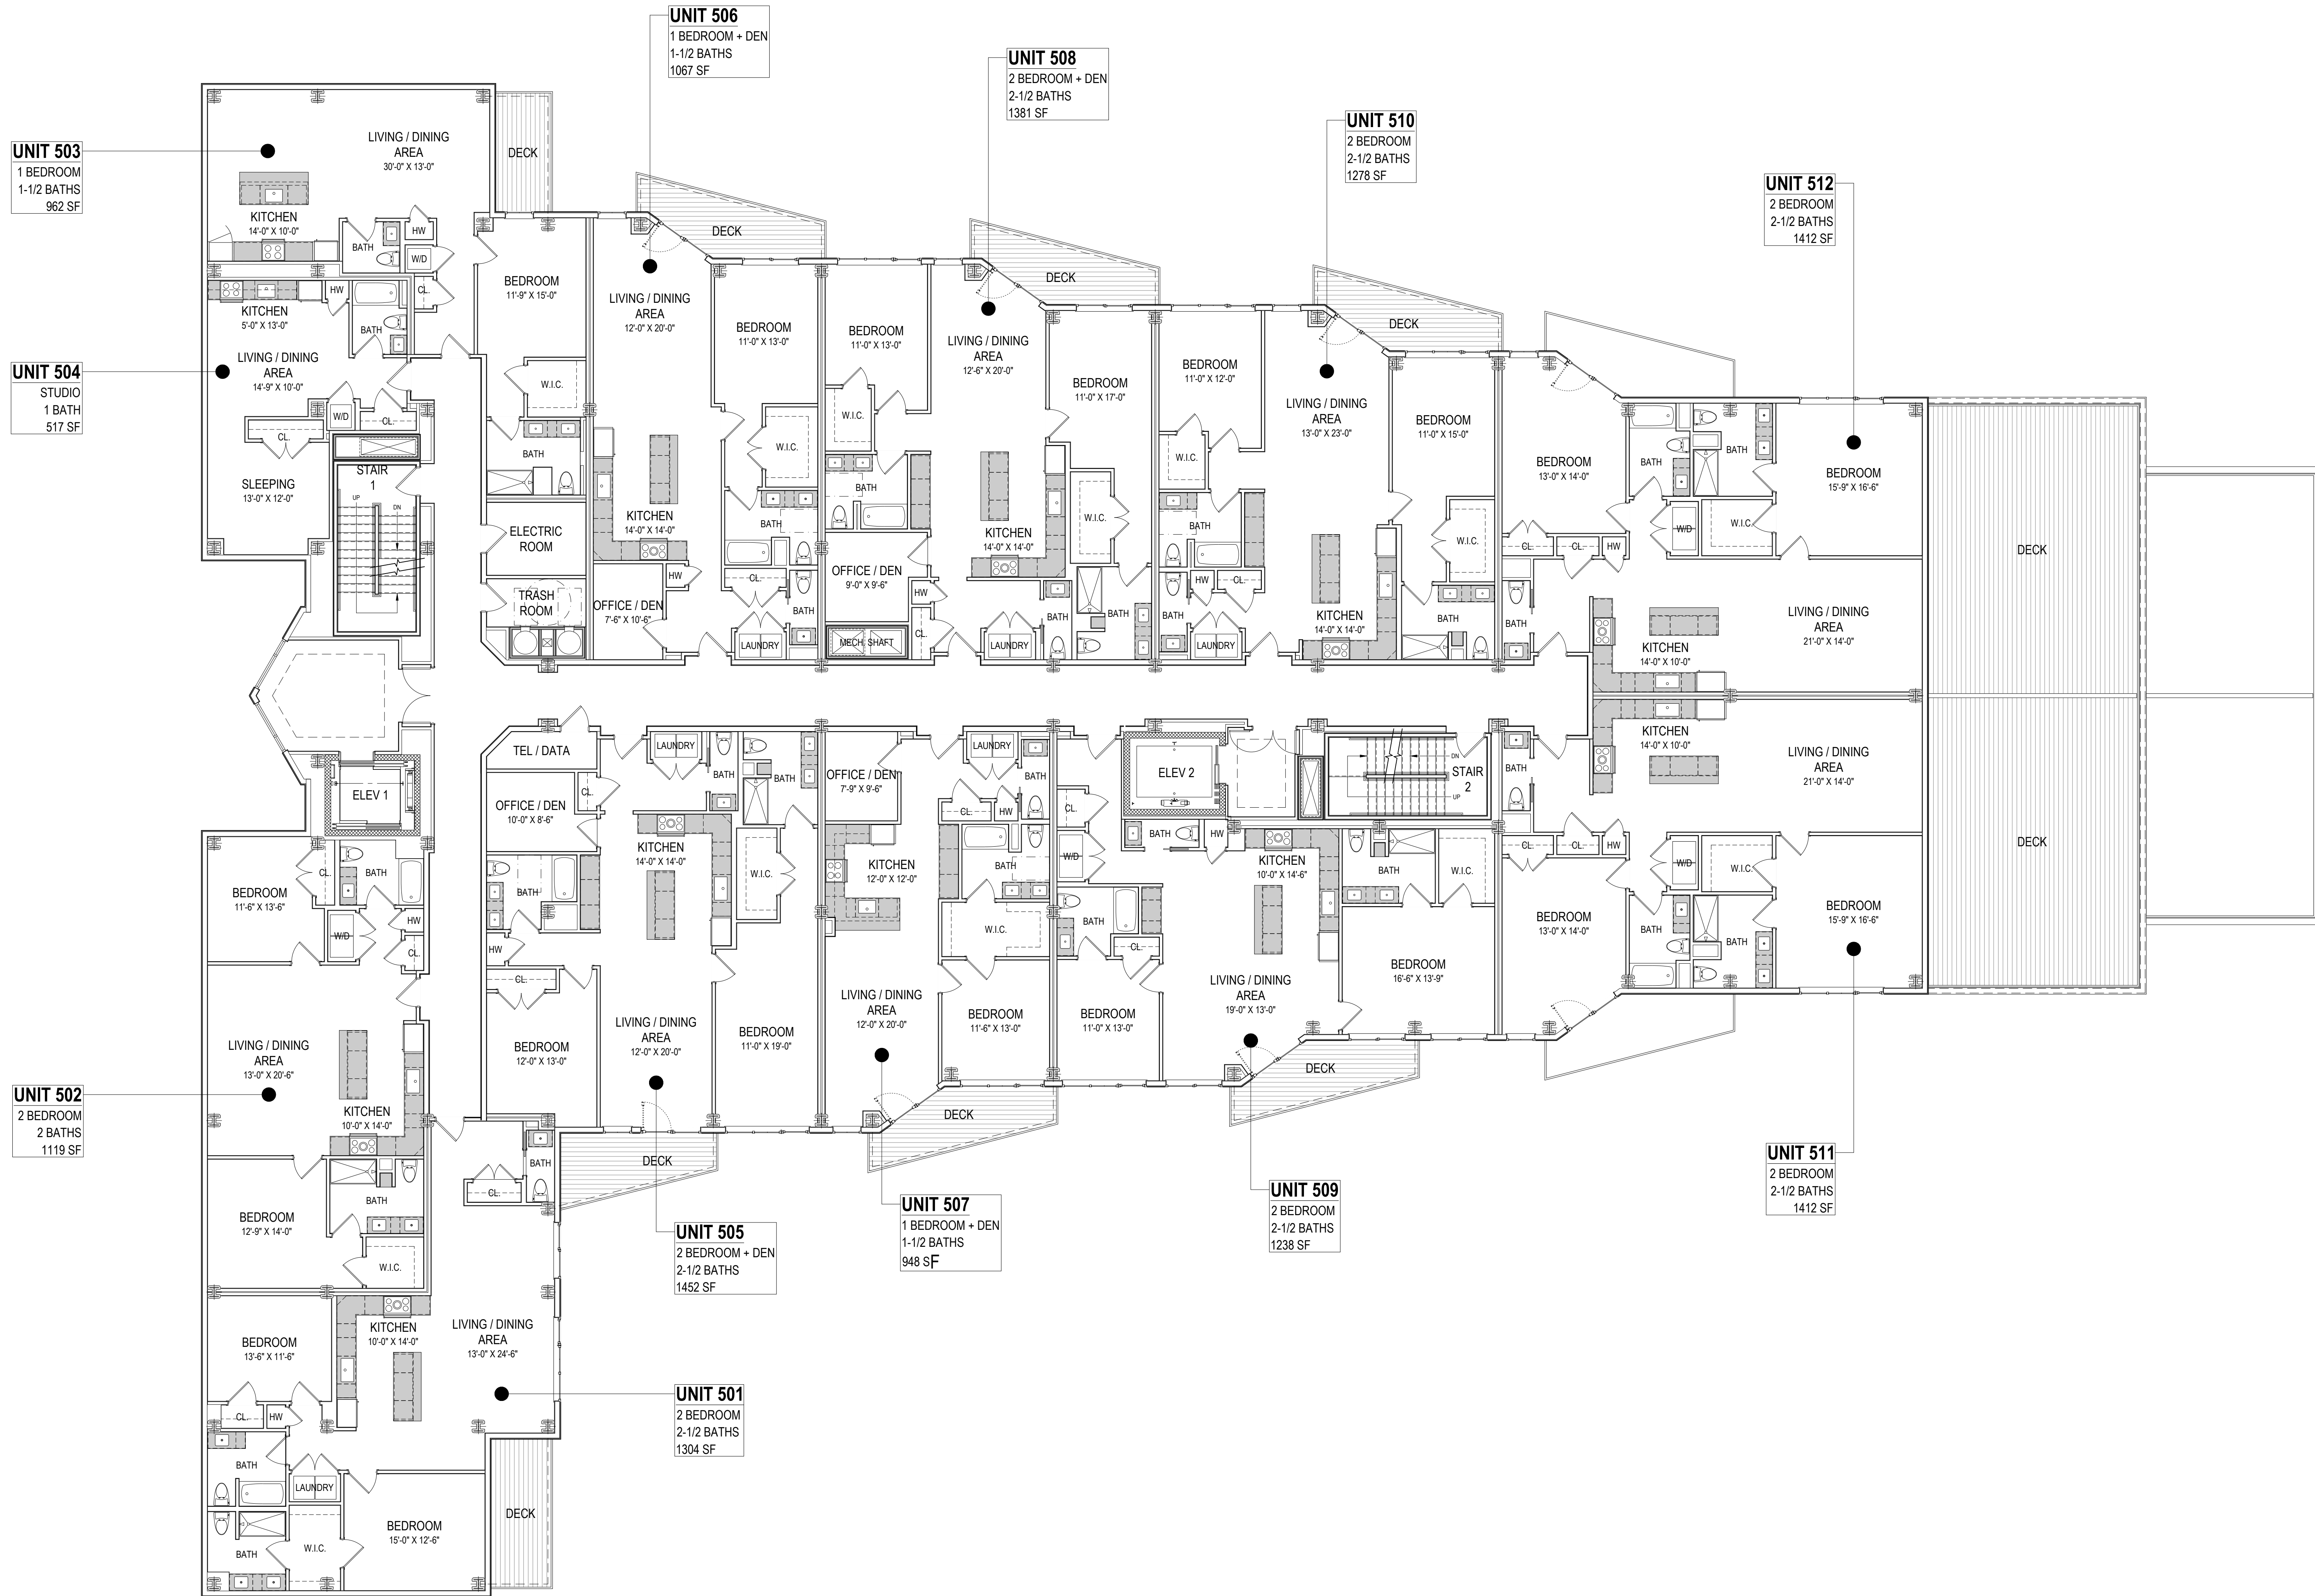 UNIT 506
1 BEDROOM + DEN
1-1/2 BATHS
1067 SF
UNIT 508
2 BEDROOM + DEN
2-1/2 BATHS
1381 SF
UNIT 510
2 BEDROOM
2-1/2 BATHS
1278 SF
UNIT 512
2 BEDROOM
2-1/2 BATHS
1412 SF
UNIT 503
1 BEDROOM
1-1/2 BATHS
962 SF
LIVING / DINING
AREA
30'-0" X 13'-0"
DECK
KITCHEN
14'-0" X 10'-0"
BATH
HW
W/D
CL.
BEDROOM
11'-9" X 15'-0"
W.I.C.
BATH
UNIT 504
STUDIO
1 BATH
517 SF
KITCHEN
5'-0" X 13'-0"
HW
BATH
LIVING / DINING
AREA
14'-9" X 10'-0"
W/D
CL.
CL.
SLEEPING
13'-0" X 12'-0"
STAIR
1
UP
DN
ELECTRIC
ROOM
TRASH
ROOM
DECK
LIVING / DINING
AREA
12'-0" X 20'-0"
BEDROOM
11'-0" X 13'-0"
W.I.C.
KITCHEN
14'-0" X 14'-0"
BATH
HW
CL.
OFFICE / DEN
7'-6" X 10'-6"
BATH
LAUNDRY
DECK
BEDROOM
11'-0" X 13'-0"
LIVING / DINING
AREA
12'-6" X 20'-0"
BEDROOM
11'-0" X 17'-0"
W.I.C.
BATH
W.I.C.
KITCHEN
14'-0" X 14'-0"
OFFICE / DEN
9'-0" X 9'-6"
HW
CL.
MECH. SHAFT
LAUNDRY
BATH
BATH
DECK
BEDROOM
11'-0" X 12'-0"
LIVING / DINING
AREA
13'-0" X 23'-0"
BEDROOM
11'-0" X 15'-0"
W.I.C.
BATH
W.I.C.
HW
CL.
BATH
LAUNDRY
KITCHEN
14'-0" X 14'-0"
BATH
BEDROOM
13'-0" X 14'-0"
BATH
BATH
BEDROOM
15'-9" X 16'-6"
W/D
W.I.C.
CL.
CL.
HW
BATH
KITCHEN
14'-0" X 10'-0"
LIVING / DINING
AREA
21'-0" X 14'-0"
DECK
KITCHEN
14'-0" X 10'-0"
LIVING / DINING
AREA
21'-0" X 14'-0"
BATH
CL.
CL.
HW
W/D
W.I.C.
BEDROOM
13'-0" X 14'-0"
BATH
BATH
BEDROOM
15'-9" X 16'-6"
DECK
ELEV 1
TEL / DATA
OFFICE / DEN
10'-0" X 8'-6"
CL.
LAUNDRY
BATH
BATH
KITCHEN
14'-0" X 14'-0"
BATH
W.I.C.
HW
CL.
BEDROOM
12'-0" X 13'-0"
LIVING / DINING
AREA
12'-0" X 20'-0"
BEDROOM
11'-0" X 19'-0"
DECK
OFFICE / DEN
7'-9" X 9'-6"
LAUNDRY
BATH
CL.
HW
KITCHEN
12'-0" X 12'-0"
BATH
W.I.C.
LIVING / DINING
AREA
12'-0" X 20'-0"
BEDROOM
11'-6" X 13'-0"
DECK
ELEV 2
CL.
BATH
HW
W/D
KITCHEN
10'-0" X 14'-6"
BATH
CL.
BEDROOM
11'-0" X 13'-0"
LIVING / DINING
AREA
19'-0" X 13'-0"
BATH
W.I.C.
BEDROOM
16'-6" X 13'-9"
DECK
STAIR
2
DN
UP
BEDROOM
11'-6" X 13'-6"
CL.
BATH
HW
W/D
CL.
LIVING / DINING
AREA
13'-0" X 20'-6"
KITCHEN
10'-0" X 14'-0"
UNIT 502
2 BEDROOM
2 BATHS
1119 SF
BEDROOM
12'-9" X 14'-0"
BATH
W.I.C.
BATH
CL.
BEDROOM
13'-6" X 11'-6"
KITCHEN
10'-0" X 14'-0"
LIVING / DINING
AREA
13'-0" X 24'-6"
CL.
HW
BATH
LAUNDRY
BATH
W.I.C.
BEDROOM
15'-0" X 12'-6"
DECK
UNIT 505
2 BEDROOM + DEN
2-1/2 BATHS
1452 SF
UNIT 507
1 BEDROOM + DEN
1-1/2 BATHS
948 SF
UNIT 509
2 BEDROOM
2-1/2 BATHS
1238 SF
UNIT 511
2 BEDROOM
2-1/2 BATHS
1412 SF
UNIT 501
2 BEDROOM
2-1/2 BATHS
1304 SF